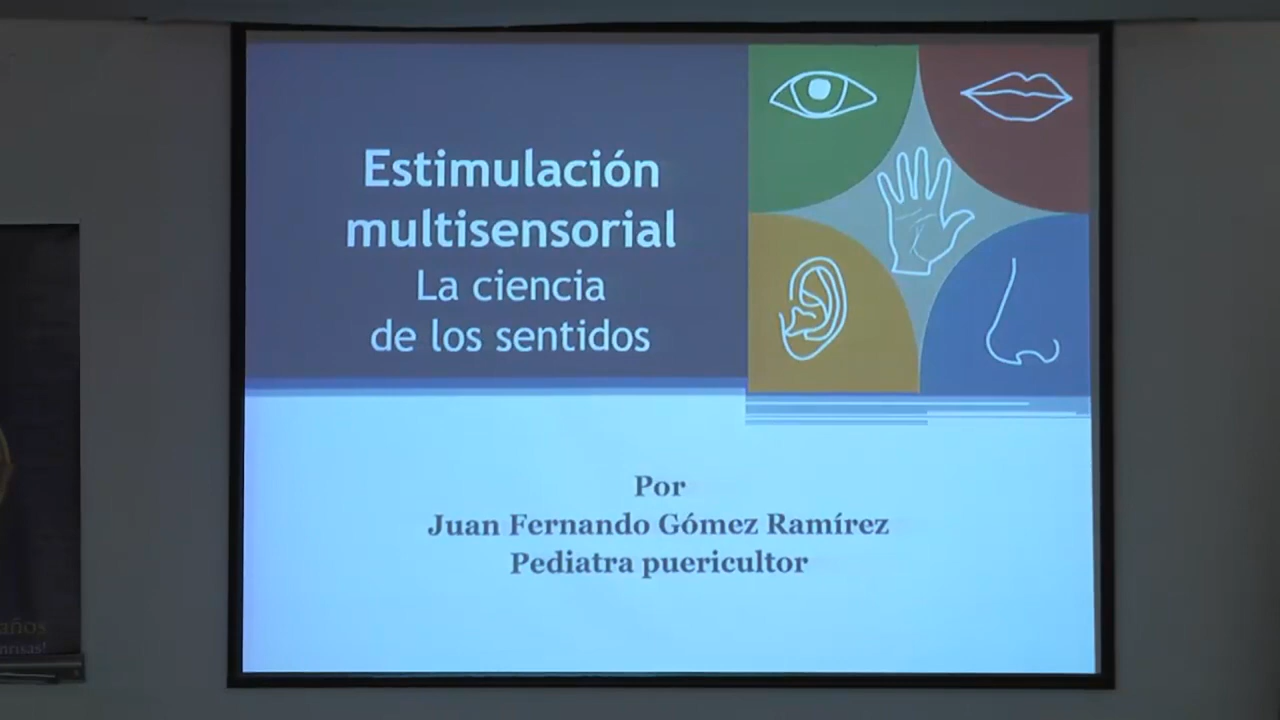 Estimulación
multisensorial
La ciencia
de los sentidos
Por
Juan Fernando Gómez Ramírez
Pediatra puericultor
años